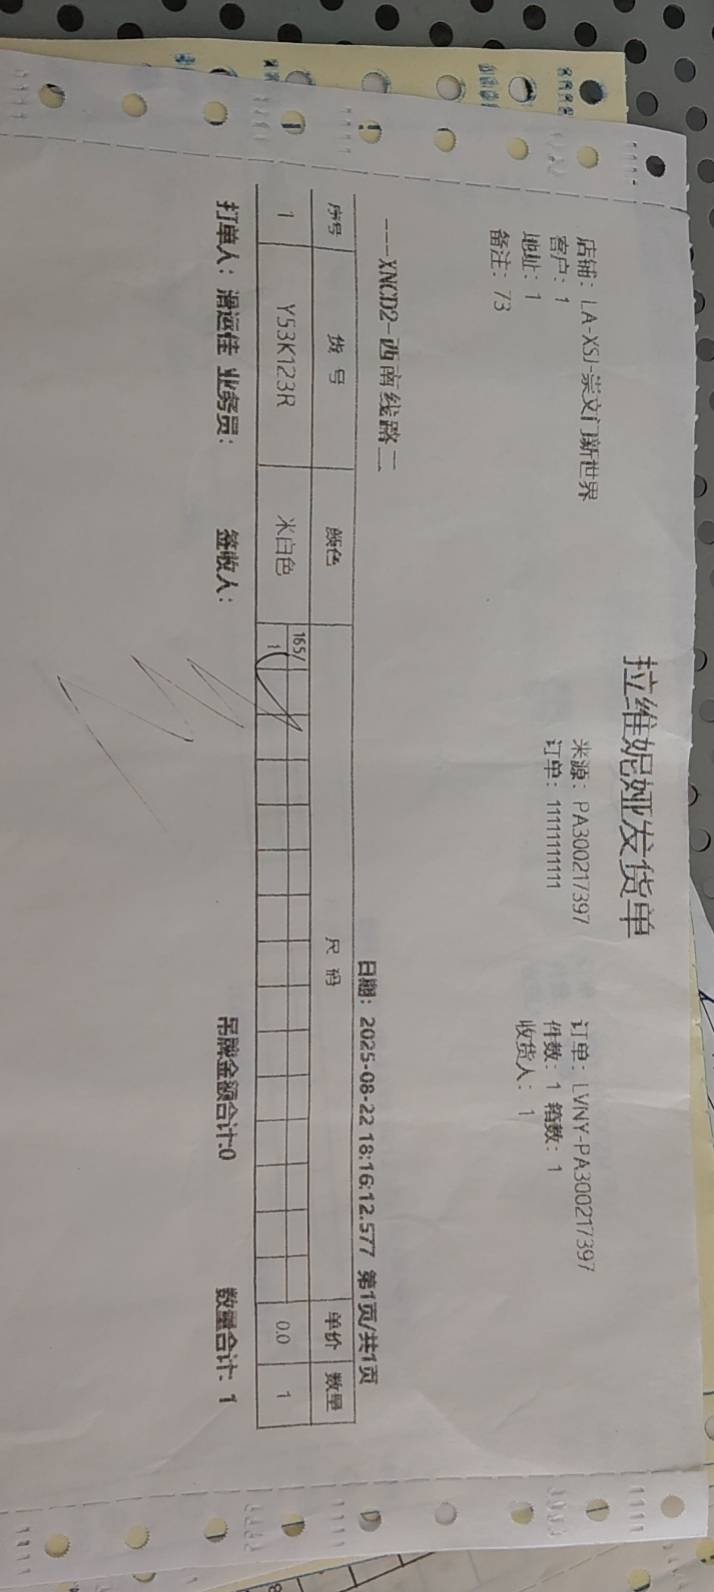 拉维妮娅发货单
店铺: LA-XSJ-崇文门新世界 来源: PA300217397 订单: LVNY-PA300217397
客户: 1 订单: 1111111111 件数: 1 箱数: 1
地址: 1 收货人: 1
备注: 73
日期: 2025-08-22 18:16:12.577 第1页/共1页
---XNCD2-西南线路二
序号 货号 颜色 尺码 单价 数量
165/
1 Y53K123R 米白色 1 0.0 1
打单人: 滑运佳 业务员: 签收人: 吊牌金额合计:0 数量合计: 1